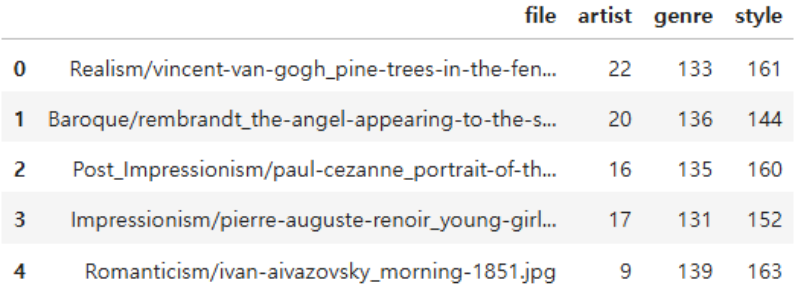 file artist genre style
0 Realism/vincent-van-gogh_pine-trees-in-the-fen... 22 133 161
1 Baroque/rembrandt_the-angel-appearing-to-the-s... 20 136 144
2 Post_Impressionism/paul-cezanne_portrait-of-th... 16 135 160
3 Impressionism/pierre-auguste-renoir_young-girl... 17 131 152
4 Romanticism/ivan-aivazovsky_morning-1851.jpg 9 139 163